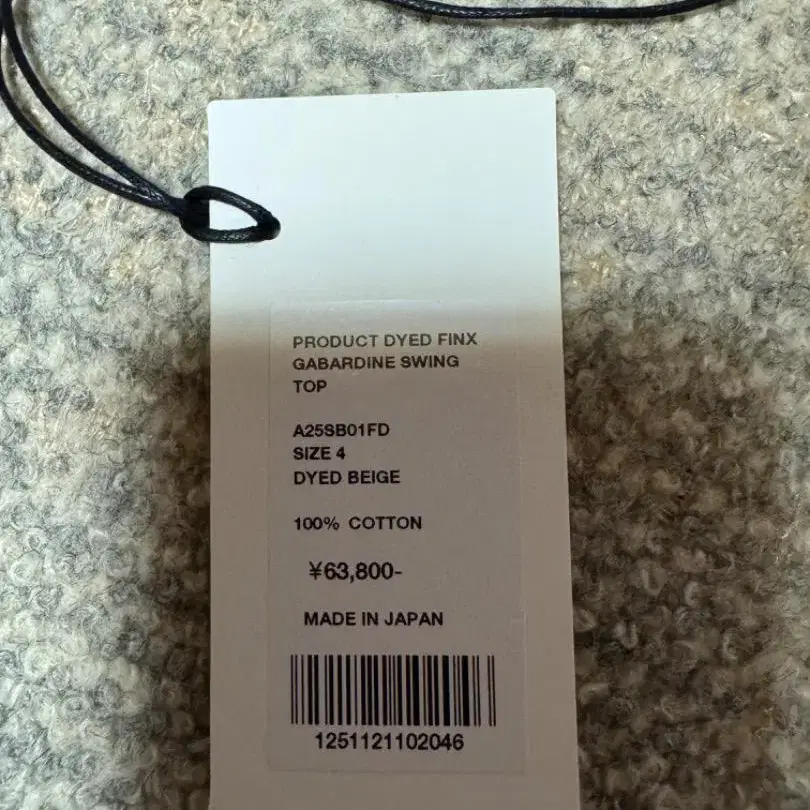 PRODUCT DYED FINX
GABARDINE SWING
TOP
A25SB01FD
SIZE 4
DYED BEIGE
100% COTTON
¥63,800-
MADE IN JAPAN
1251121102046